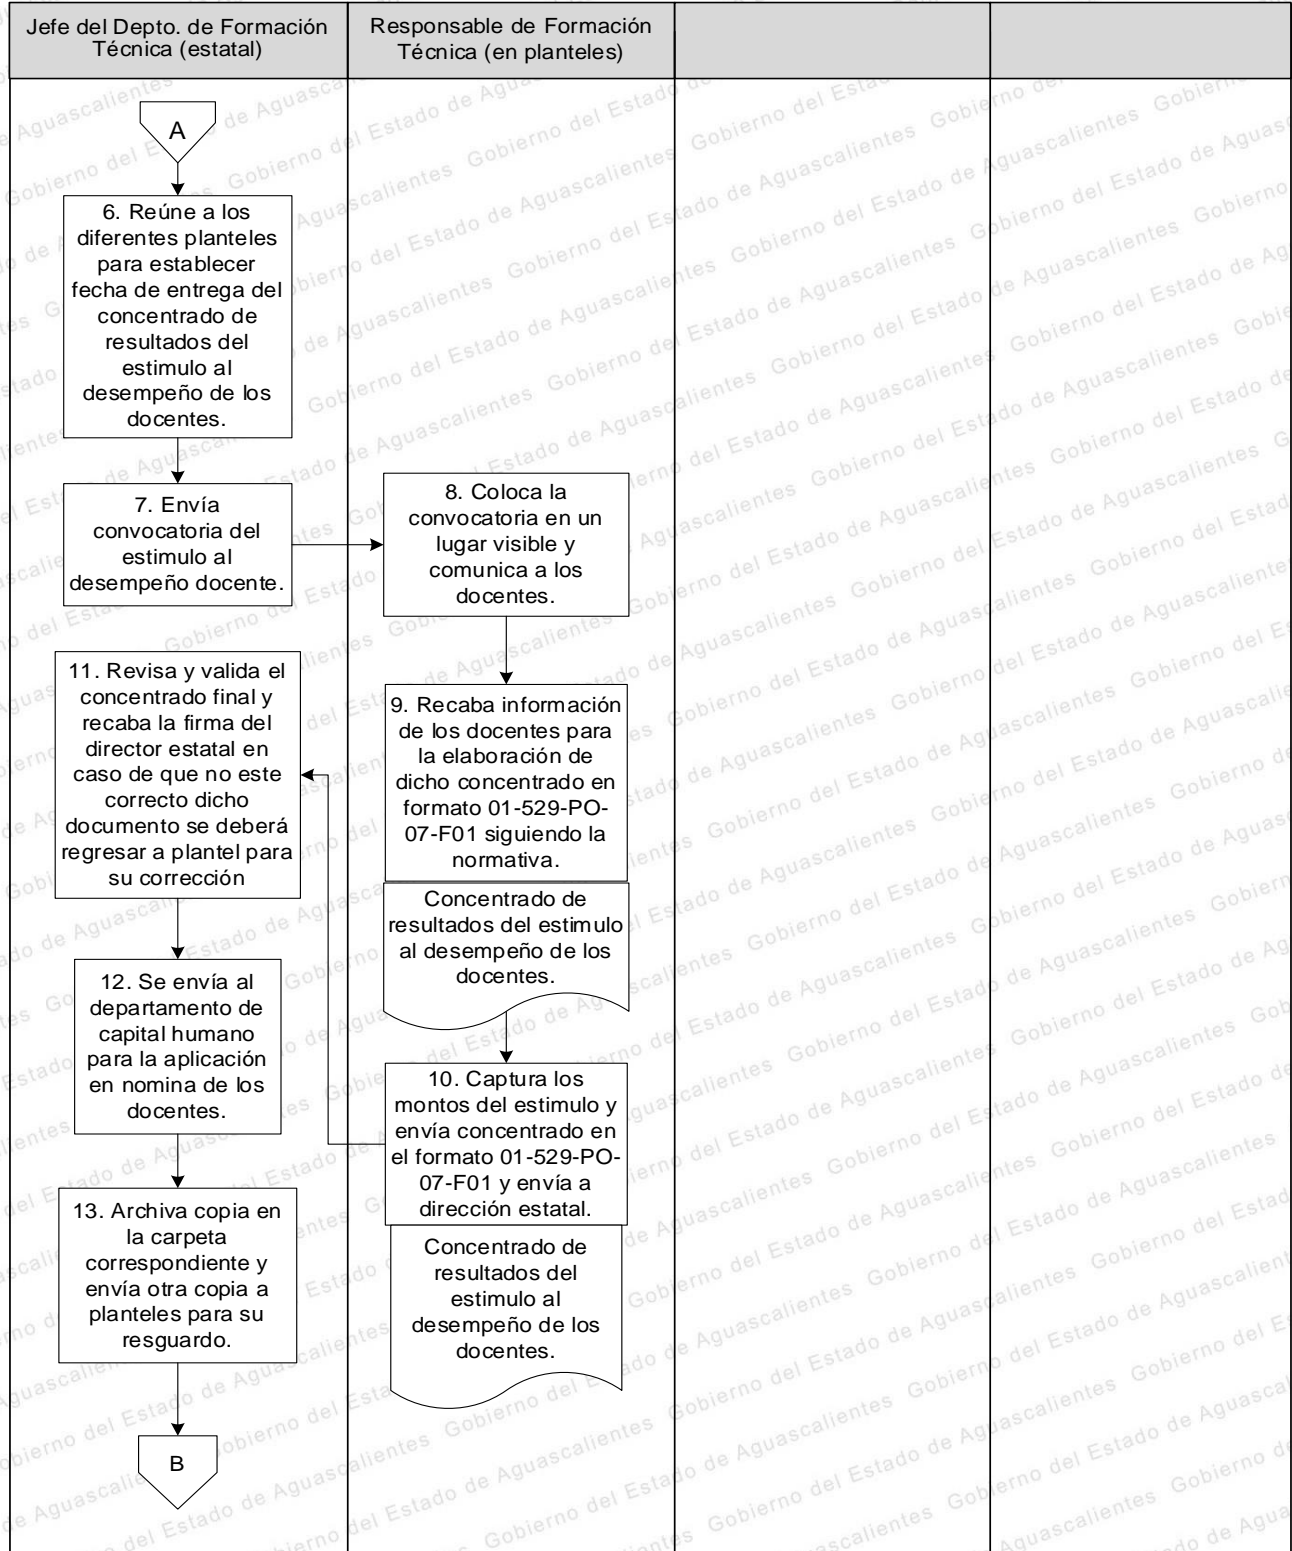 Jefe del Depto. de Formación
Técnica (estatal)
Responsable de Formación
Técnica (en planteles)
A
6. Reúne a los
diferentes planteles
para establecer
fecha de entrega del
concentrado de
resultados del
estimulo al
desempeño de los
docentes.
7. Envía
convocatoria del
estimulo al
desempeño docente.
8. Coloca la
convocatoria en un
lugar visible y
comunica a los
docentes.
9. Recaba información
de los docentes para
la elaboración de
dicho concentrado en
formato 01-529-PO-
07-F01 siguiendo la
normativa.
Concentrado de
resultados del estimulo
al desempeño de los
docentes.
10. Captura los
montos del estimulo y
envía concentrado en
el formato 01-529-PO-
07-F01 y envía a
dirección estatal.
Concentrado de
resultados del
estimulo al
desempeño de los
docentes.
11. Revisa y valida el
concentrado final y
recaba la firma del
director estatal en
caso de que no este
correcto dicho
documento se deberá
regresar a plantel para
su corrección
12. Se envía al
departamento de
capital humano
para la aplicación
en nomina de los
docentes.
13. Archiva copia en
la carpeta
correspondiente y
envía otra copia a
planteles para su
resguardo.
B
Gobierno del Estado de Aguascalientes